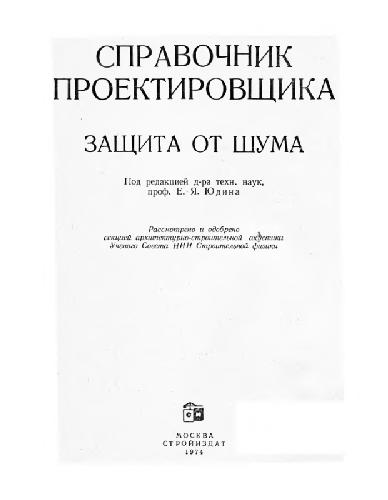 СПРАВОЧНИК
ПРОЕКТИРОВЩИКА
ЗАЩИТА ОТ ШУМА
Под редакцией д-ра техн. наук,
проф. Е. Я. Юдина
Рассмотрено и одобрено
секцией архитектурно-строительной акустики
Ученого Совета НИИ Строительной физики
МОСКВА
СТРОЙИЗДАТ
1974